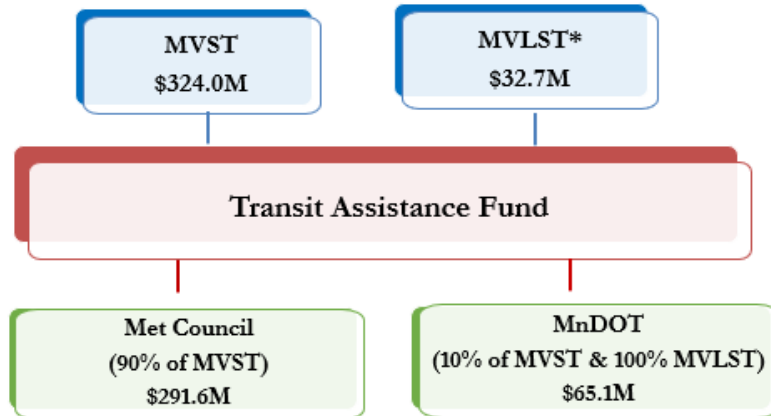 MVST
$324.0M
MVLST*
$32.7M
Transit Assistance Fund
Met Council
(90% of MVST)
$291.6M
MnDOT
(10% of MVST & 100% MVLST)
$65.1M